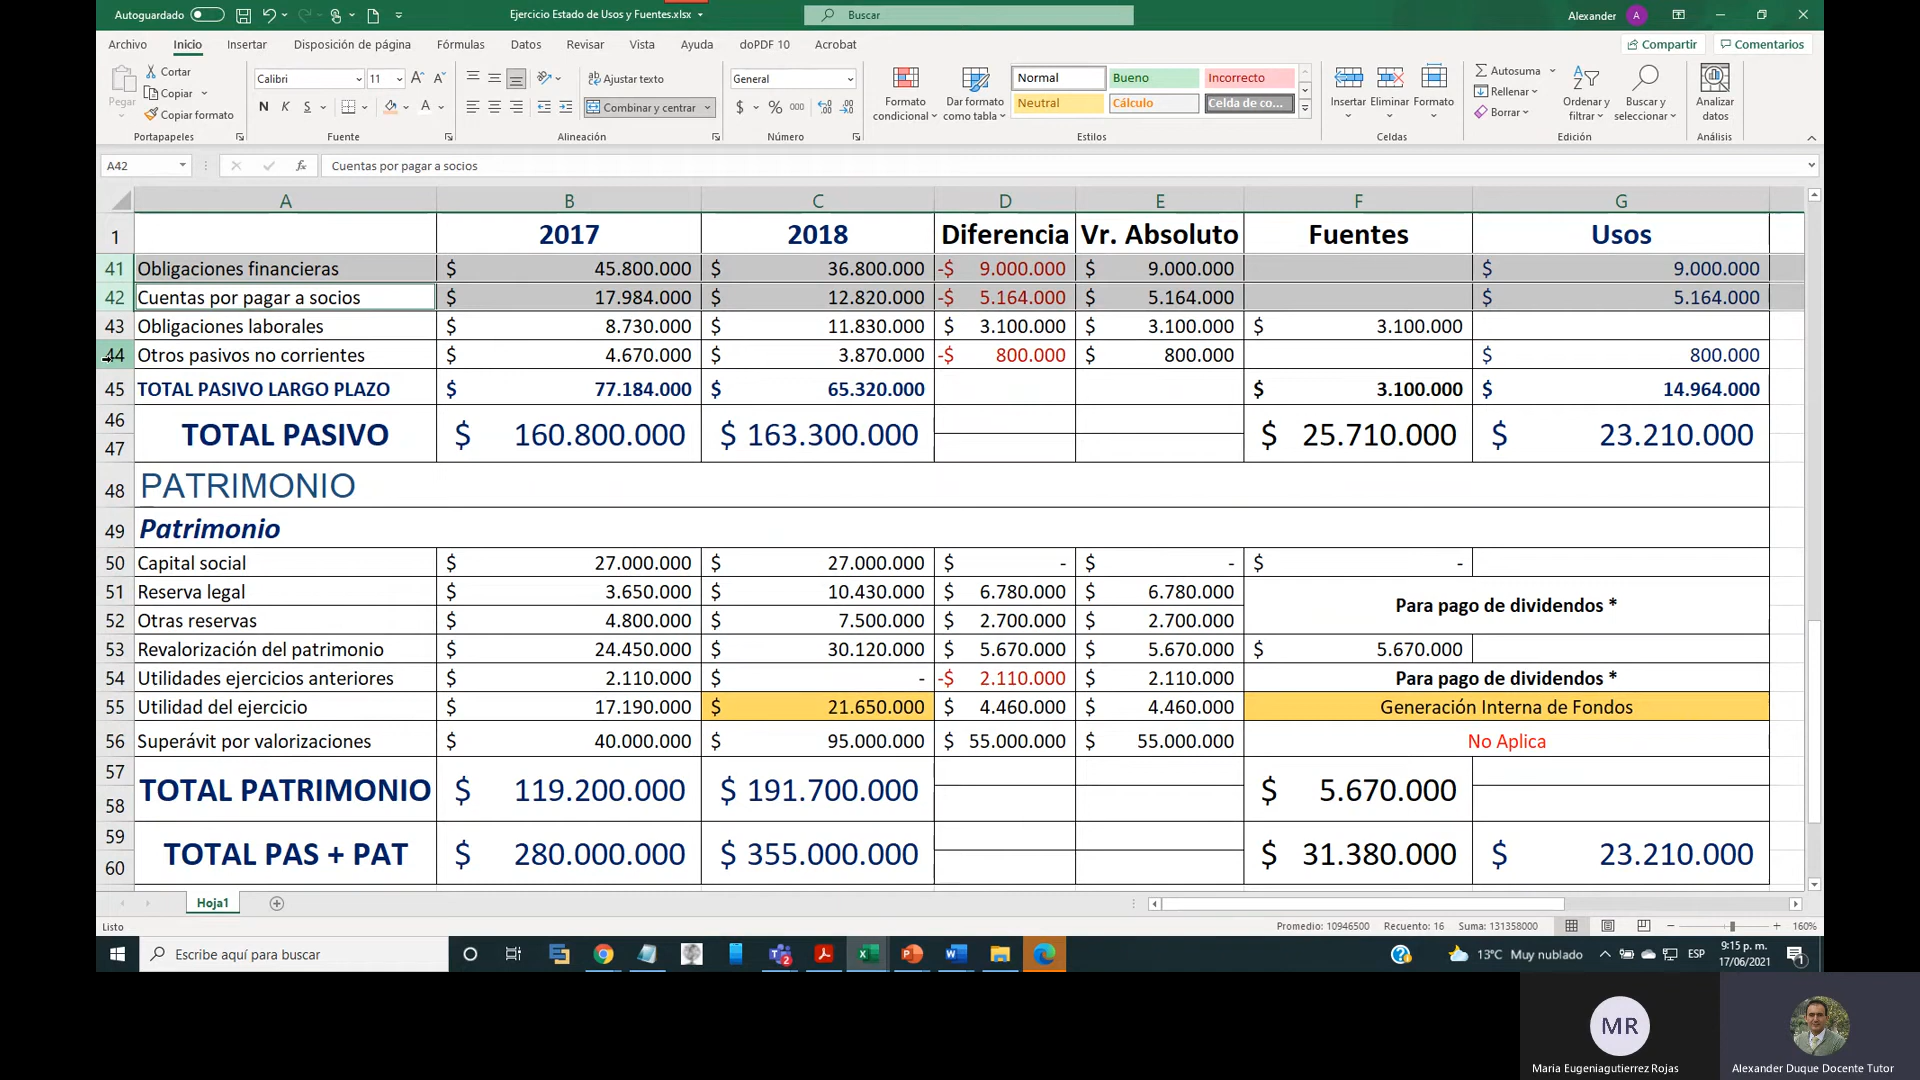 Autoguardado
Ejercicio Estado de Usos y Fuentes.xlsx
Buscar
Alexander A
Archivo Inicio Insertar Disposición de página Fórmulas Datos Revisar Vista Ayuda doPDF 10 Acrobat
Compartir Comentarios
Pegar
Cortar
Copiar
Copiar formato
Calibri 11
N K S
Ajustar texto
Combinar y centrar
General
$ % 000
Formato condicional
Dar formato como tabla
Normal Bueno Incorrecto
Neutral Cálculo Celda de co...
Insertar Eliminar Formato
Autosuma
Rellenar
Borrar
Ordenar y filtrar
Buscar y seleccionar
Analizar datos
Portapapeles Fuente Alineación Número Estilos Celdas Edición Análisis
A42 fx Cuentas por pagar a socios
A B C D E F G
1 2017 2018 Diferencia Vr. Absoluto Fuentes Usos
41 Obligaciones financieras $ 45.800.000 $ 36.800.000 -$ 9.000.000 $ 9.000.000 $ 9.000.000
42 Cuentas por pagar a socios $ 17.984.000 $ 12.820.000 -$ 5.164.000 $ 5.164.000 $ 5.164.000
43 Obligaciones laborales $ 8.730.000 $ 11.830.000 $ 3.100.000 $ 3.100.000 $ 3.100.000
44 Otros pasivos no corrientes $ 4.670.000 $ 3.870.000 -$ 800.000 $ 800.000 $ 800.000
45 TOTAL PASIVO LARGO PLAZO $ 77.184.000 $ 65.320.000 $ 3.100.000 $ 14.964.000
46
47 TOTAL PASIVO $ 160.800.000 $ 163.300.000 $ 25.710.000 $ 23.210.000
48 PATRIMONIO
49 Patrimonio
50 Capital social $ 27.000.000 $ 27.000.000 $ - $ - $ -
51 Reserva legal $ 3.650.000 $ 10.430.000 $ 6.780.000 $ 6.780.000
Para pago de dividendos *
52 Otras reservas $ 4.800.000 $ 7.500.000 $ 2.700.000 $ 2.700.000
53 Revalorización del patrimonio $ 24.450.000 $ 30.120.000 $ 5.670.000 $ 5.670.000 $ 5.670.000
54 Utilidades ejercicios anteriores $ 2.110.000 $ - -$ 2.110.000 $ 2.110.000 Para pago de dividendos *
55 Utilidad del ejercicio $ 17.190.000 $ 21.650.000 $ 4.460.000 $ 4.460.000 Generación Interna de Fondos
56 Superávit por valorizaciones $ 40.000.000 $ 95.000.000 $ 55.000.000 $ 55.000.000 No Aplica
57
58 TOTAL PATRIMONIO $ 119.200.000 $ 191.700.000 $ 5.670.000
59
60 TOTAL PAS + PAT $ 280.000.000 $ 355.000.000 $ 31.380.000 $ 23.210.000
Hoja1
Listo
Promedio: 10946500 Recuento: 16 Suma: 131358000 160%
Escribe aquí para buscar
13°C Muy nublado
ESP
9:15 p. m.
17/06/2021
MR
Maria Eugeniagutierrez Rojas
Alexander Duque Docente Tutor